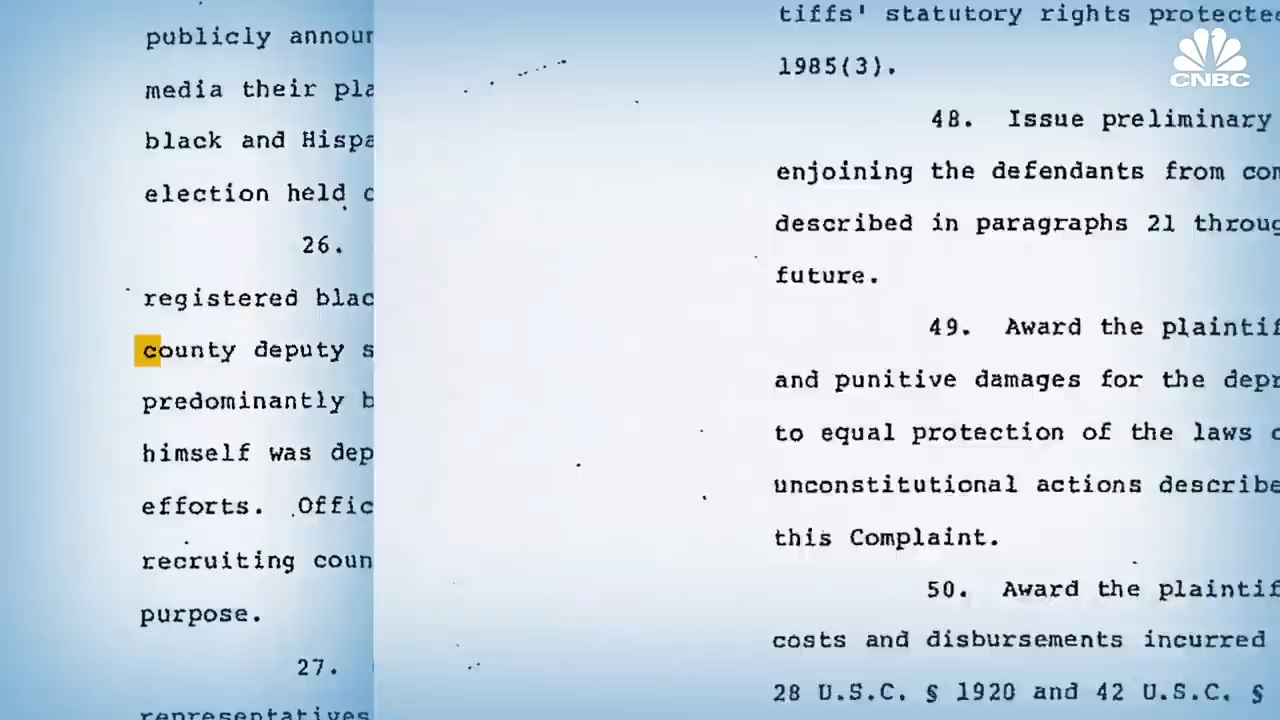 publicly announ
media their pla
black and Hispa
election held
26.
registered blac
county deputy s
predominantly b
himself was dep
efforts. Offic
recruiting coun
purpose.
27.
representatives
tiffs' statutory rights protected
1985(3).
48. Issue preliminary
enjoining the defendants from con
described in paragraphs 21 throug
future.
49. Award the plaintif
and punitive damages for the depr
to equal protection of the laws
unconstitutional actions describe
this Complaint.
50. Award the plaintif
costs and disbursements incurred
28 U.S.C. § 1920 and 42 U.S.C. §
CNBC